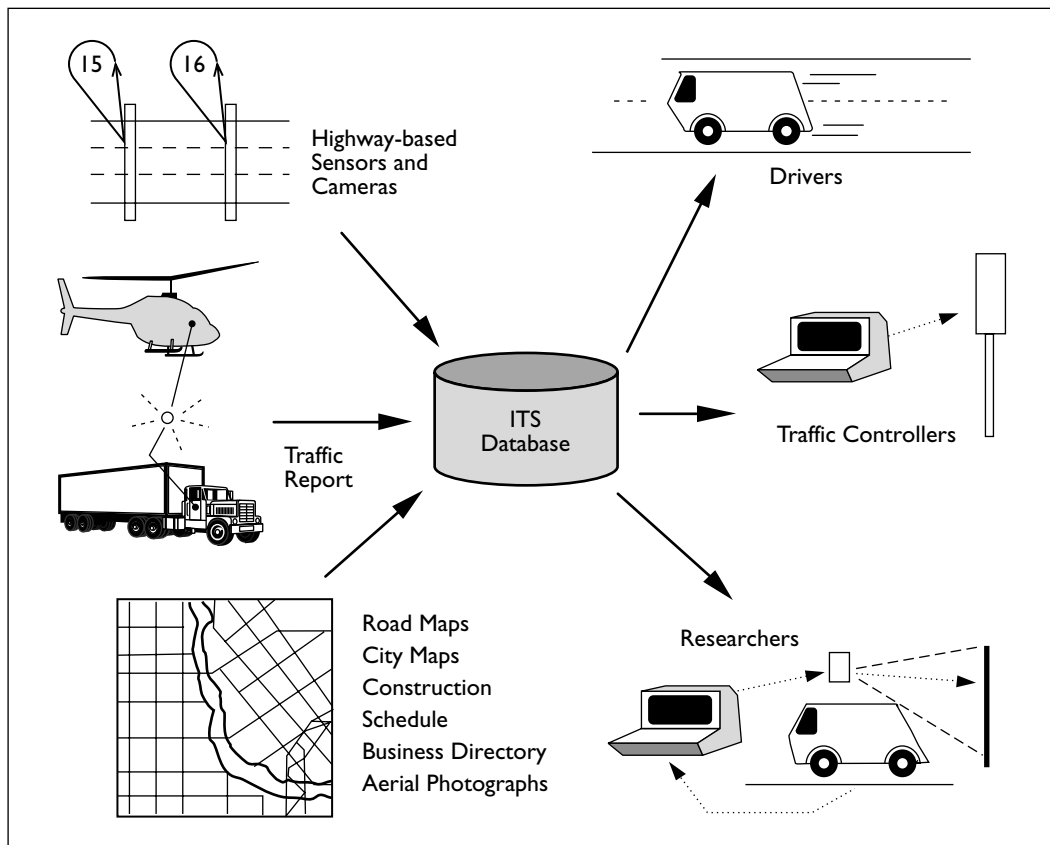 15
16
Highway-based
Sensors and
Cameras
Drivers
Traffic
Report
ITS
Database
Traffic Controllers
Road Maps
City Maps
Construction
Schedule
Business Directory
Aerial Photographs
Researchers